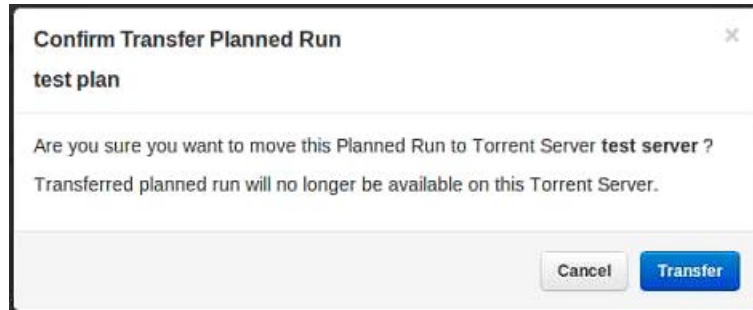 Confirm Transfer Planned Run
×
test plan
Are you sure you want to move this Planned Run to Torrent Server test server ?
Transferred planned run will no longer be available on this Torrent Server.
Cancel
Transfer